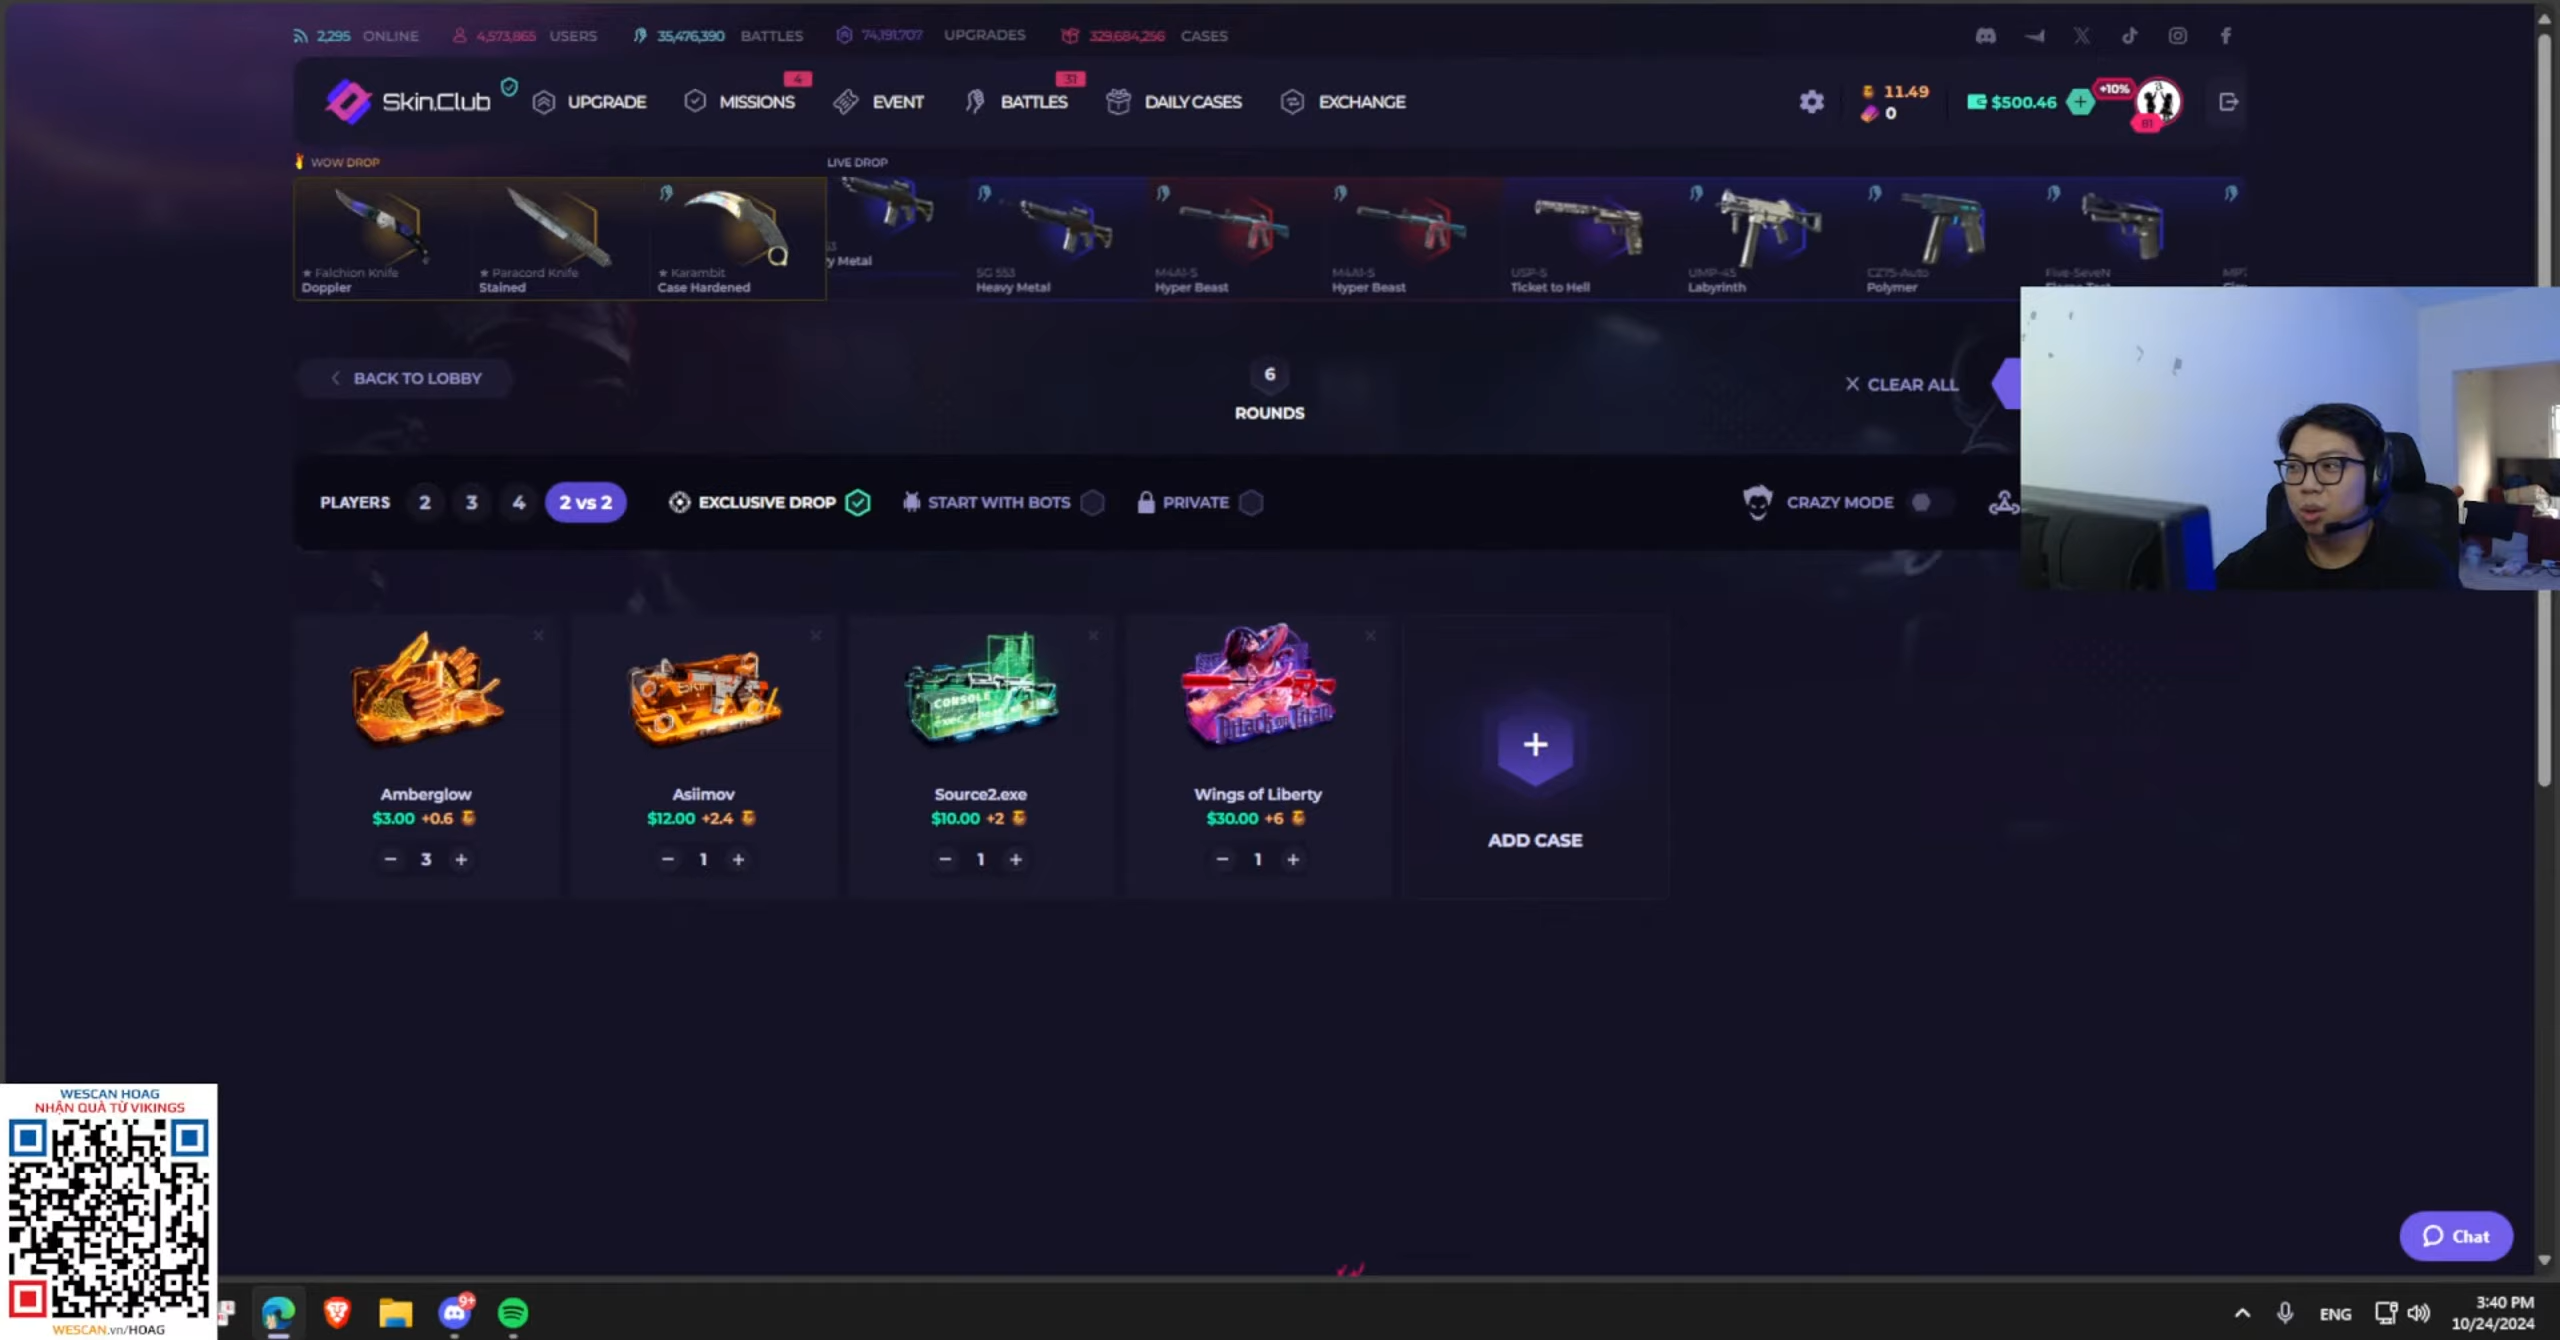 2,295 ONLINE 4,573,865 USERS 35,476,390 BATTLES 74,191,707 UPGRADES 329,684,256 CASES
Skin.Club UPGRADE MISSIONS 4 EVENT BATTLES 31 DAILY CASES EXCHANGE 11.49 0 $500.46 +10% 81
WOW DROP LIVE DROP
★ Falchion Knife ★ Paracord Knife ★ Karambit SG 553 M4A1-S M4A1-S USP-S UMP-45 CZ75-Auto Five-SeveN
Doppler Stained Case Hardened y Metal Heavy Metal Hyper Beast Hyper Beast Ticket to Hell Labyrinth Polymer
BACK TO LOBBY 6 CLEAR ALL
ROUNDS
PLAYERS 2 3 4 2 vs 2 EXCLUSIVE DROP START WITH BOTS PRIVATE CRAZY MODE
CONSOLE
Attack on Titan
Amberglow Asiimov Source2.exe Wings of Liberty
$3.00 +0.6 $12.00 +2.4 $10.00 +2 $30.00 +6
ADD CASE
− 3 + − 1 + − 1 + − 1 +
WESCAN HOAG
NHẬN QUÀ TỪ VIKINGS
WESCAN.vn/HOAG
Chat
9+
ENG 3:40 PM
10/24/2024